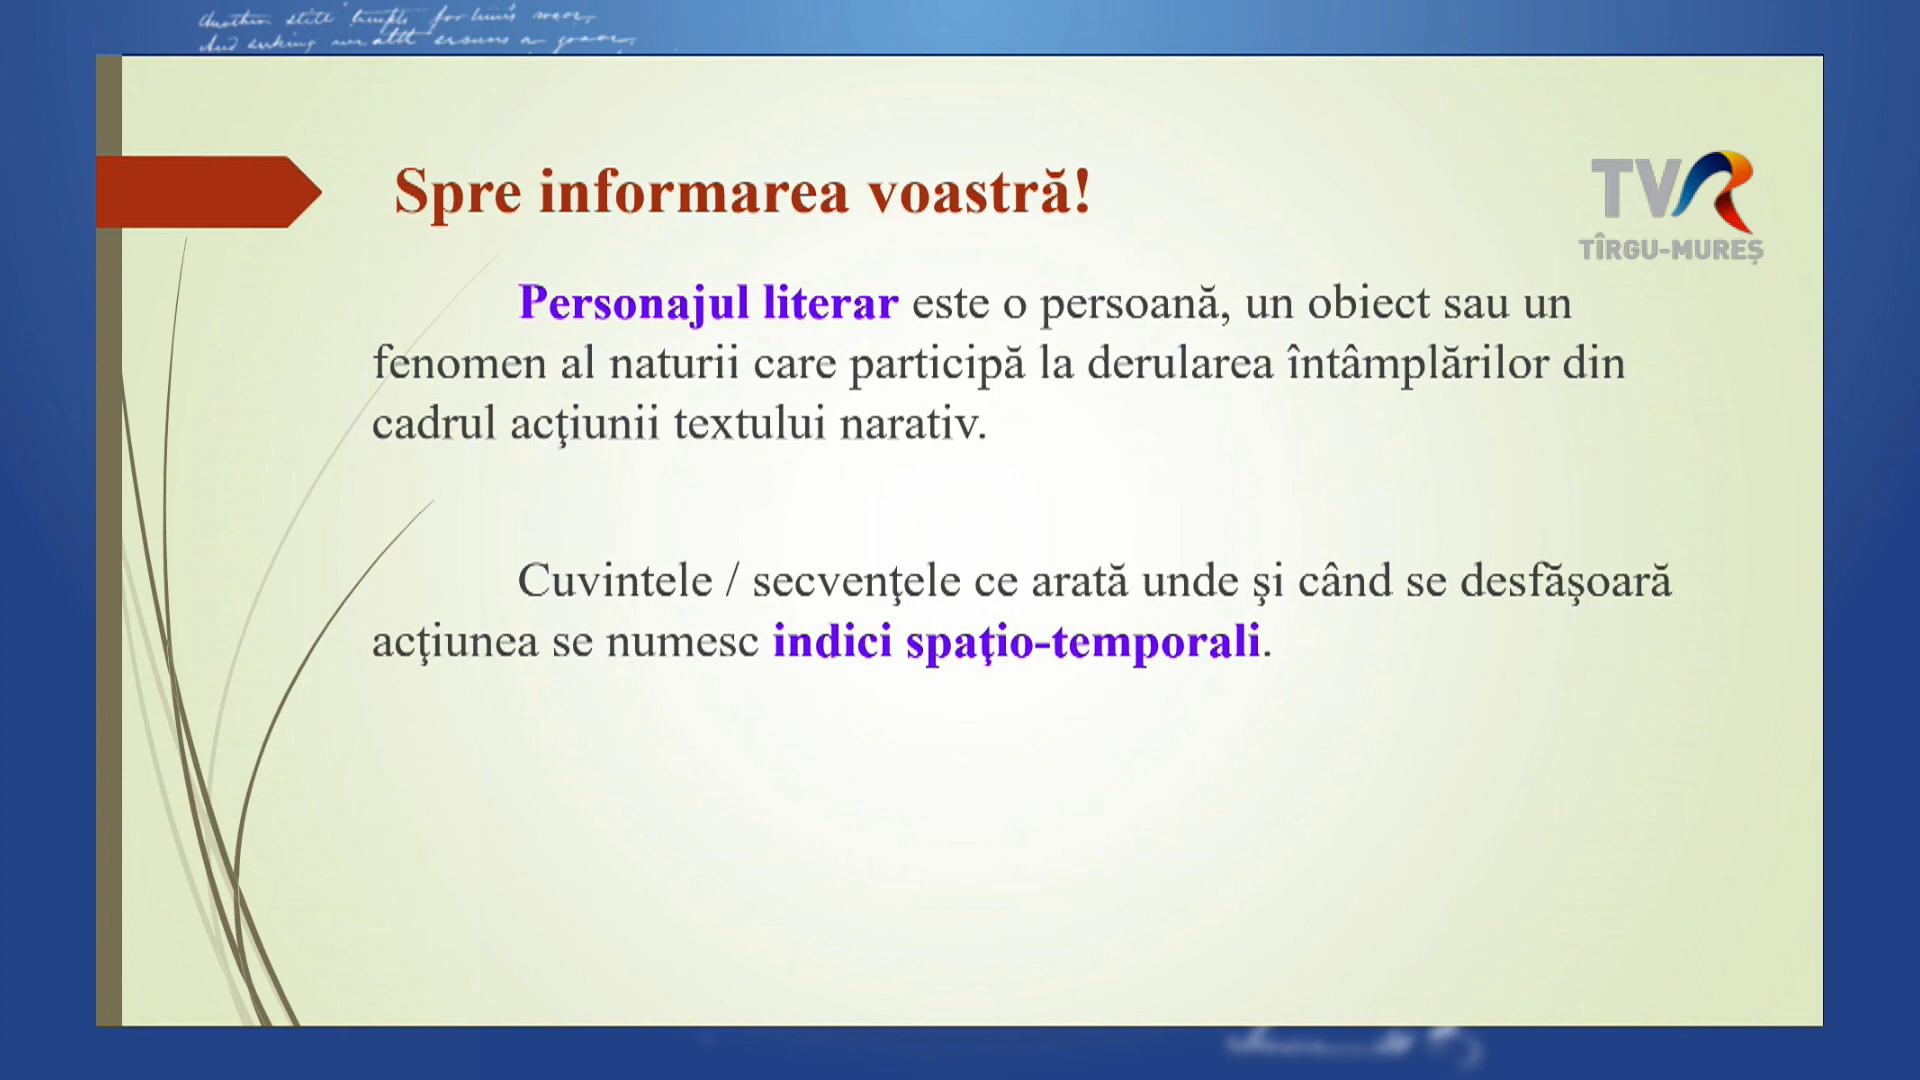 Spre informarea voastră!
TVR
TÎRGU-MUREȘ
Personajul literar este o persoană, un obiect sau un
fenomen al naturii care participă la derularea întâmplărilor din
cadrul acţiunii textului narativ.
Cuvintele / secvenţele ce arată unde şi când se desfăşoară
acţiunea se numesc indici spaţio-temporali.